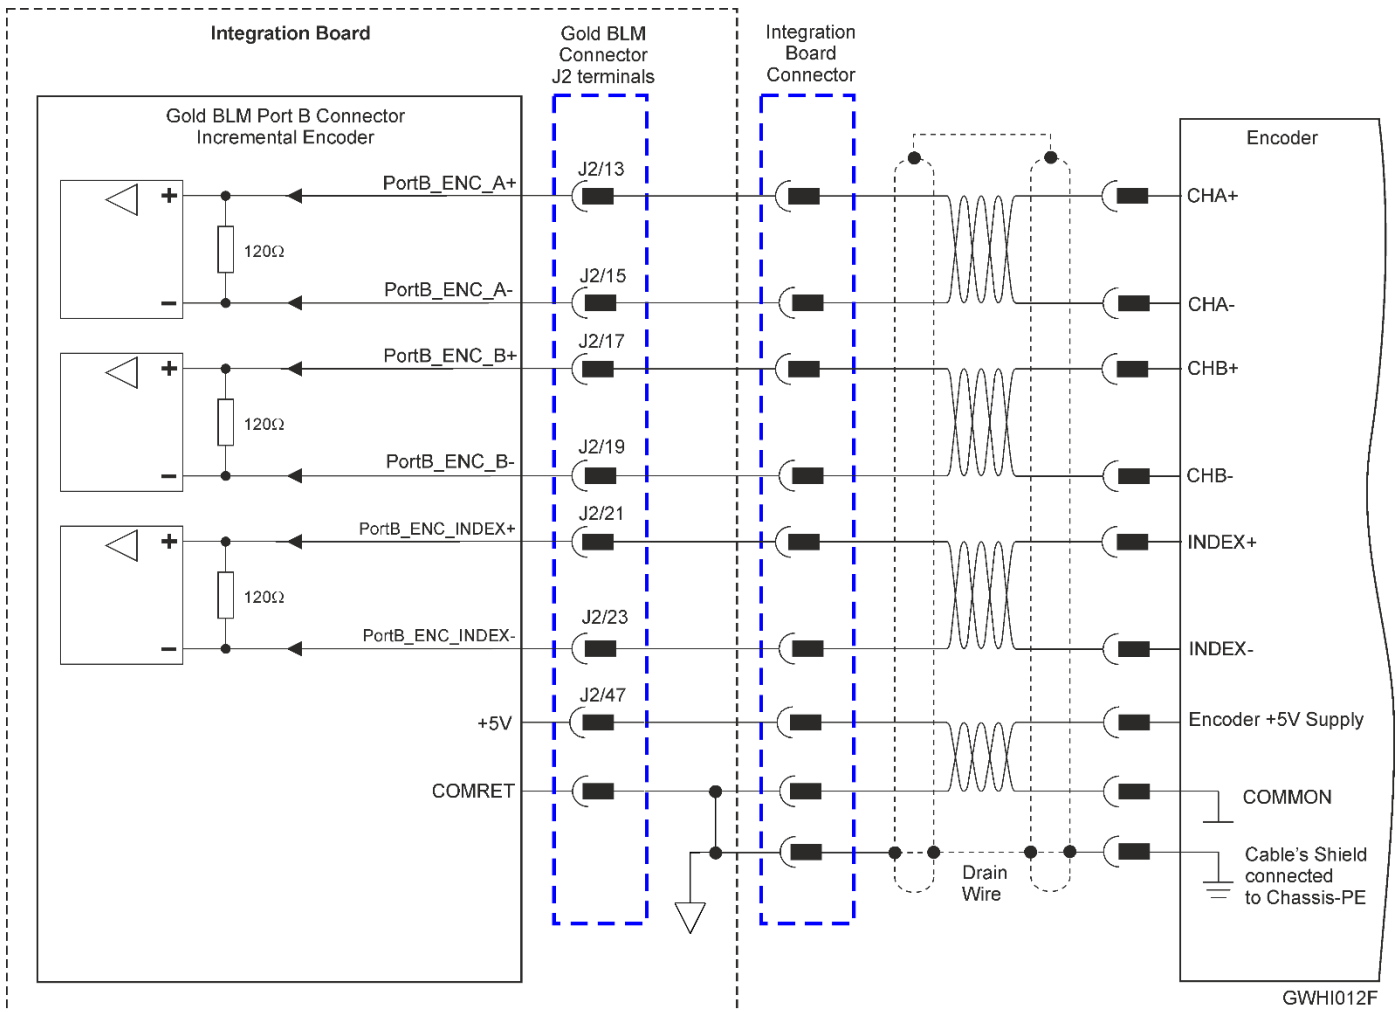 Integration Board
Gold BLM
Connector
J2 terminals
Integration
Board
Connector
Gold BLM Port B Connector
Incremental Encoder
Encoder
+
PortB_ENC_A+
J2/13
CHA+
120Ω
-
PortB_ENC_A-
J2/15
CHA-
+
PortB_ENC_B+
J2/17
CHB+
120Ω
-
PortB_ENC_B-
J2/19
CHB-
+
PortB_ENC_INDEX+
J2/21
INDEX+
120Ω
-
PortB_ENC_INDEX-
J2/23
INDEX-
+5V
J2/47
Encoder +5V Supply
COMRET
COMMON
Drain
Wire
Cable's Shield
connected
to Chassis-PE
GWHI012F